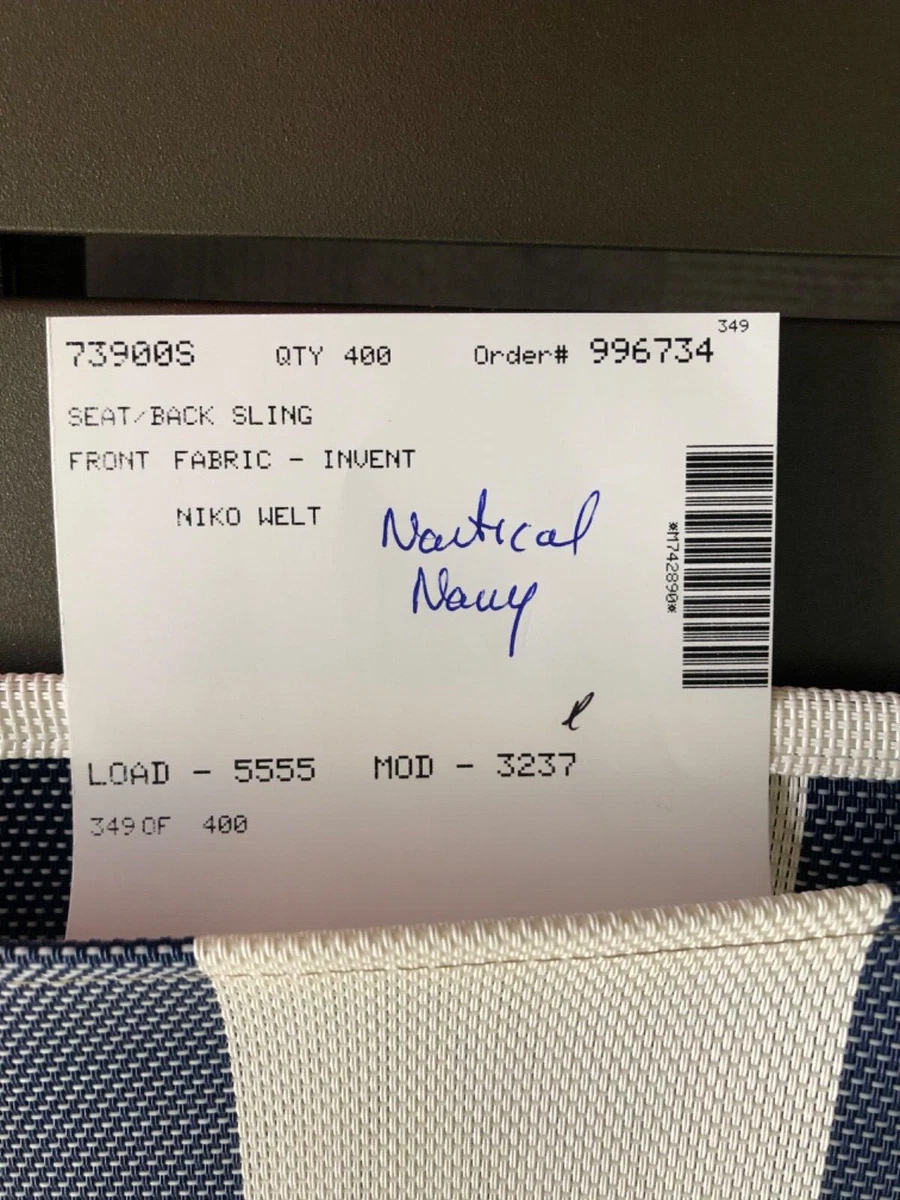 349
73900S QTY 400 Order# 996734
SEAT/BACK SLING
FRONT FABRIC - INVENT
NIKO WELT
Nautical
Navy
*M742890*
LOAD - 5555 MOD - 3237
349 OF 400